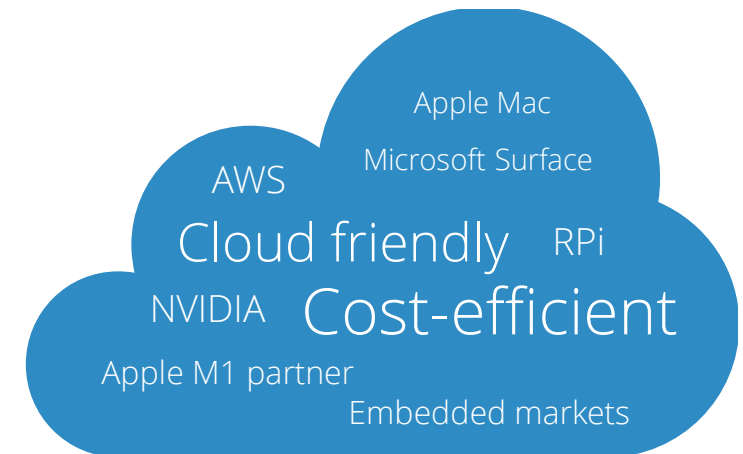 Apple Mac
Microsoft Surface
AWS
Cloud friendly
RPi
NVIDIA
Cost-efficient
Apple M1 partner
Embedded markets